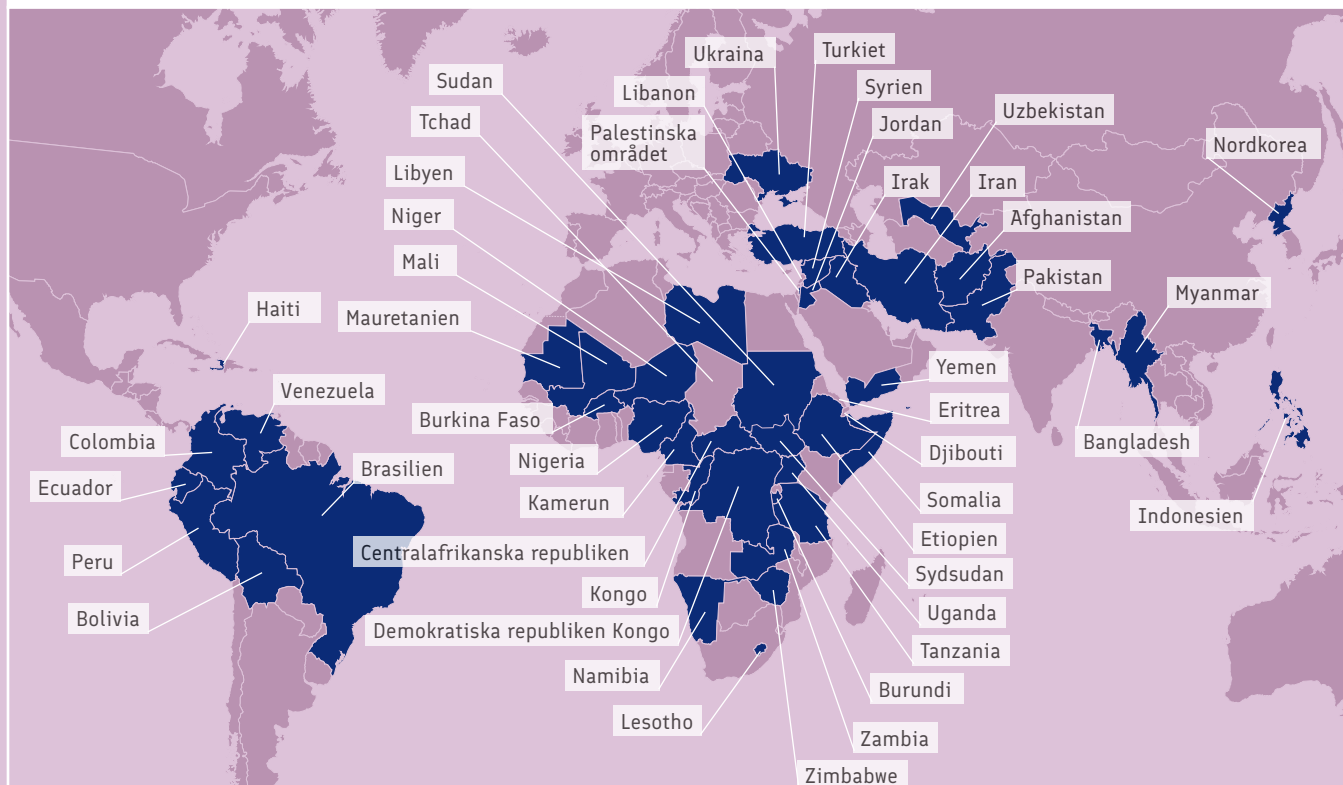 Ukraina
Turkiet
Sudan
Libanon
Syrien
Uzbekistan
Tchad
Palestinska
området
Jordan
Nordkorea
Libyen
Irak
Iran
Niger
Afghanistan
Mali
Pakistan
Myanmar
Haiti
Mauretanien
Yemen
Venezuela
Eritrea
Burkina Faso
Colombia
Bangladesh
Djibouti
Nigeria
Brasilien
Ecuador
Kamerun
Somalia
Indonesien
Etiopien
Centralafrikanska republiken
Peru
Sydsudan
Kongo
Uganda
Bolivia
Demokratiska republiken Kongo
Tanzania
Namibia
Burundi
Lesotho
Zambia
Zimbabwe